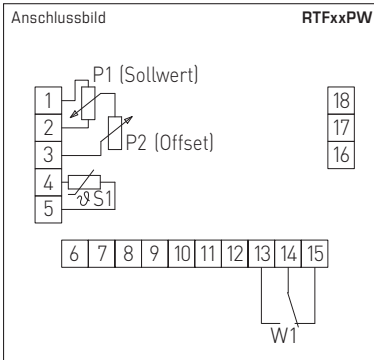 Anschlussbild RTFxxPW
P1 (Sollwert)
1
18
2
17
P2 (Offset)
3
16
4
ϑ S1
5
6 7 8 9 10 11 12 13 14 15
W1